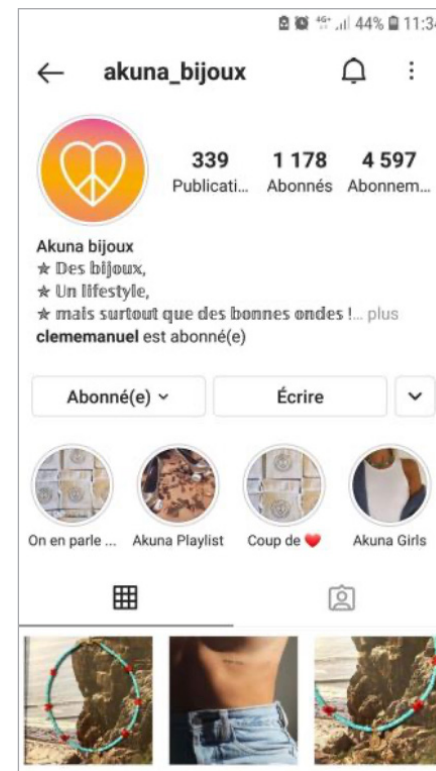 46+ 44% 11:34
akuna_bijoux
339 1 178 4 597
Publicati... Abonnés Abonnem...
Akuna bijoux
★ Des bijoux,
★ Un lifestyle,
★ mais surtout que des bonnes ondes !... plus
clememanuel est abonné(e)
Abonné(e) Écrire
On en parle ... Akuna Playlist Coup de ❤️ Akuna Girls